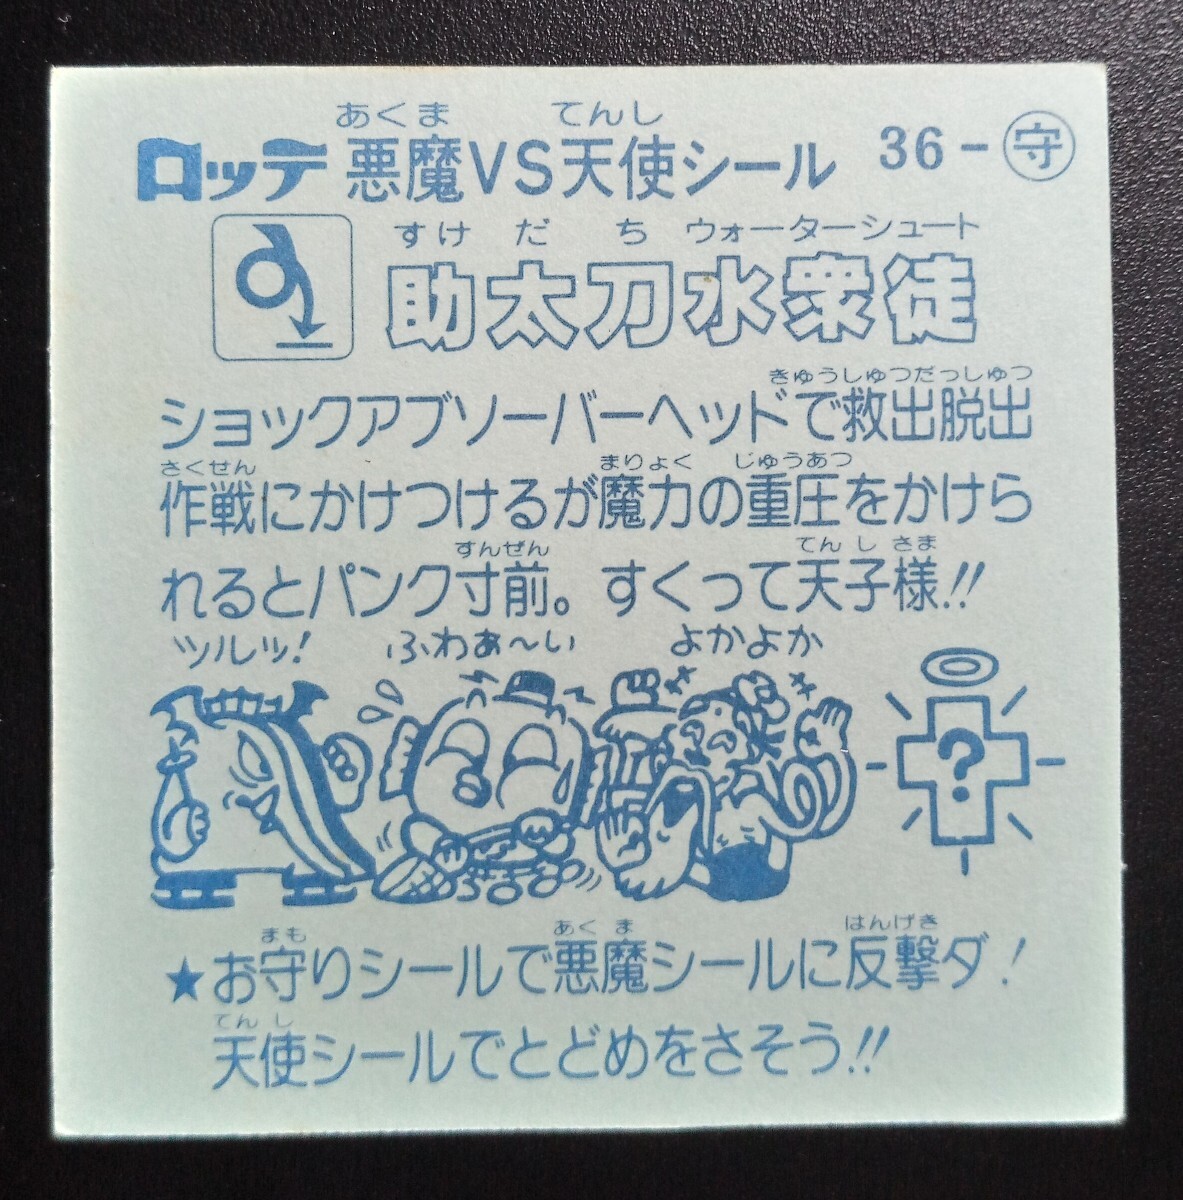 あくま てんし
ロッテ 悪魔VS天使シール 36-守
すけ だ ち ウォーターシュート
助太刀水衆徒
きゅうしゅつだっしゅつ
ショックアブソーバーヘッドで救出脱出
さくせん まりょく じゅうあつ
作戦にかけつけるが魔力の重圧をかけら
すんぜん てん し さま
れるとパンク寸前。すくって天子様!!
ツルッ! ふわぁ〜い よかよか
?
まも あく ま はんげき
★お守りシールで悪魔シールに反撃ダ!
てん し
天使シールでとどめをさそう!!